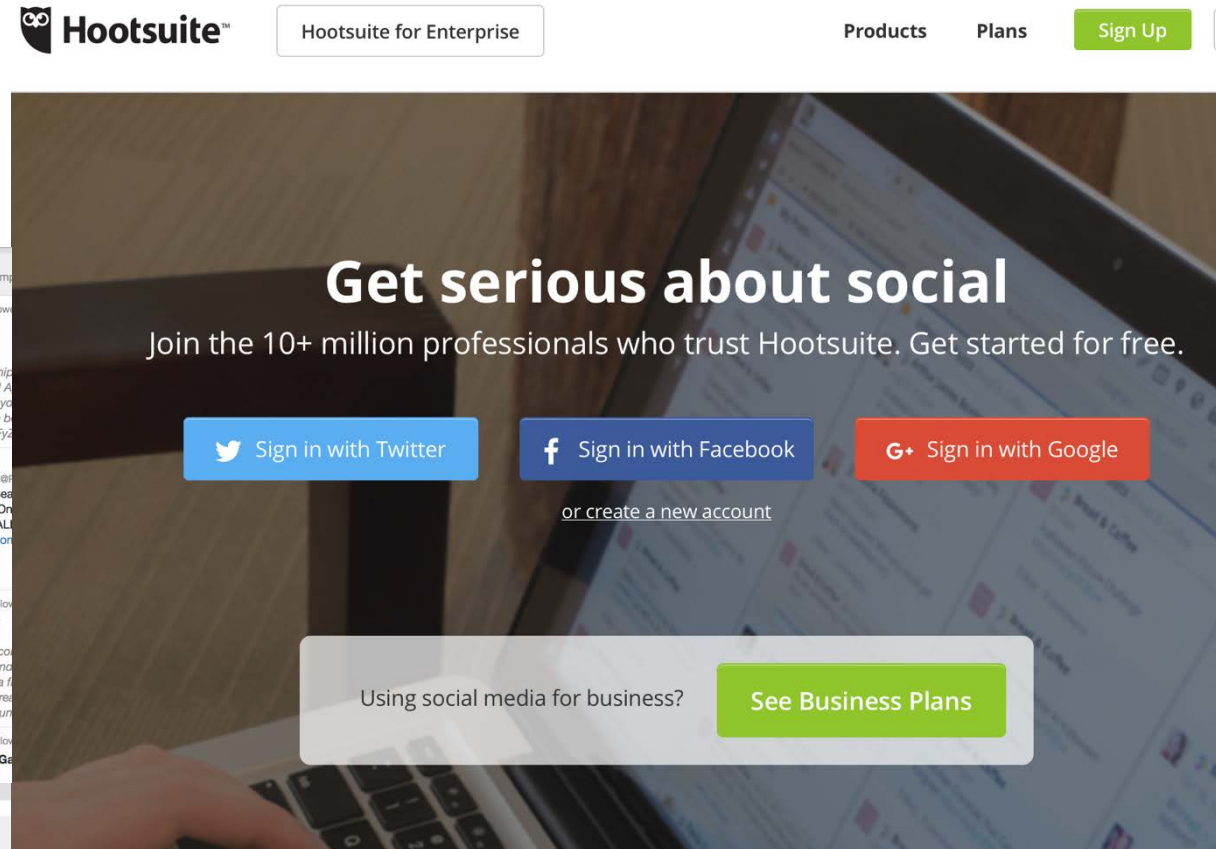 Hootsuite™
Hootsuite for Enterprise
Products
Plans
Sign Up
Get serious about social
Join the 10+ million professionals who trust Hootsuite. Get started for free.
Sign in with Twitter
Sign in with Facebook
G+ Sign in with Google
or create a new account
Using social media for business?
See Business Plans